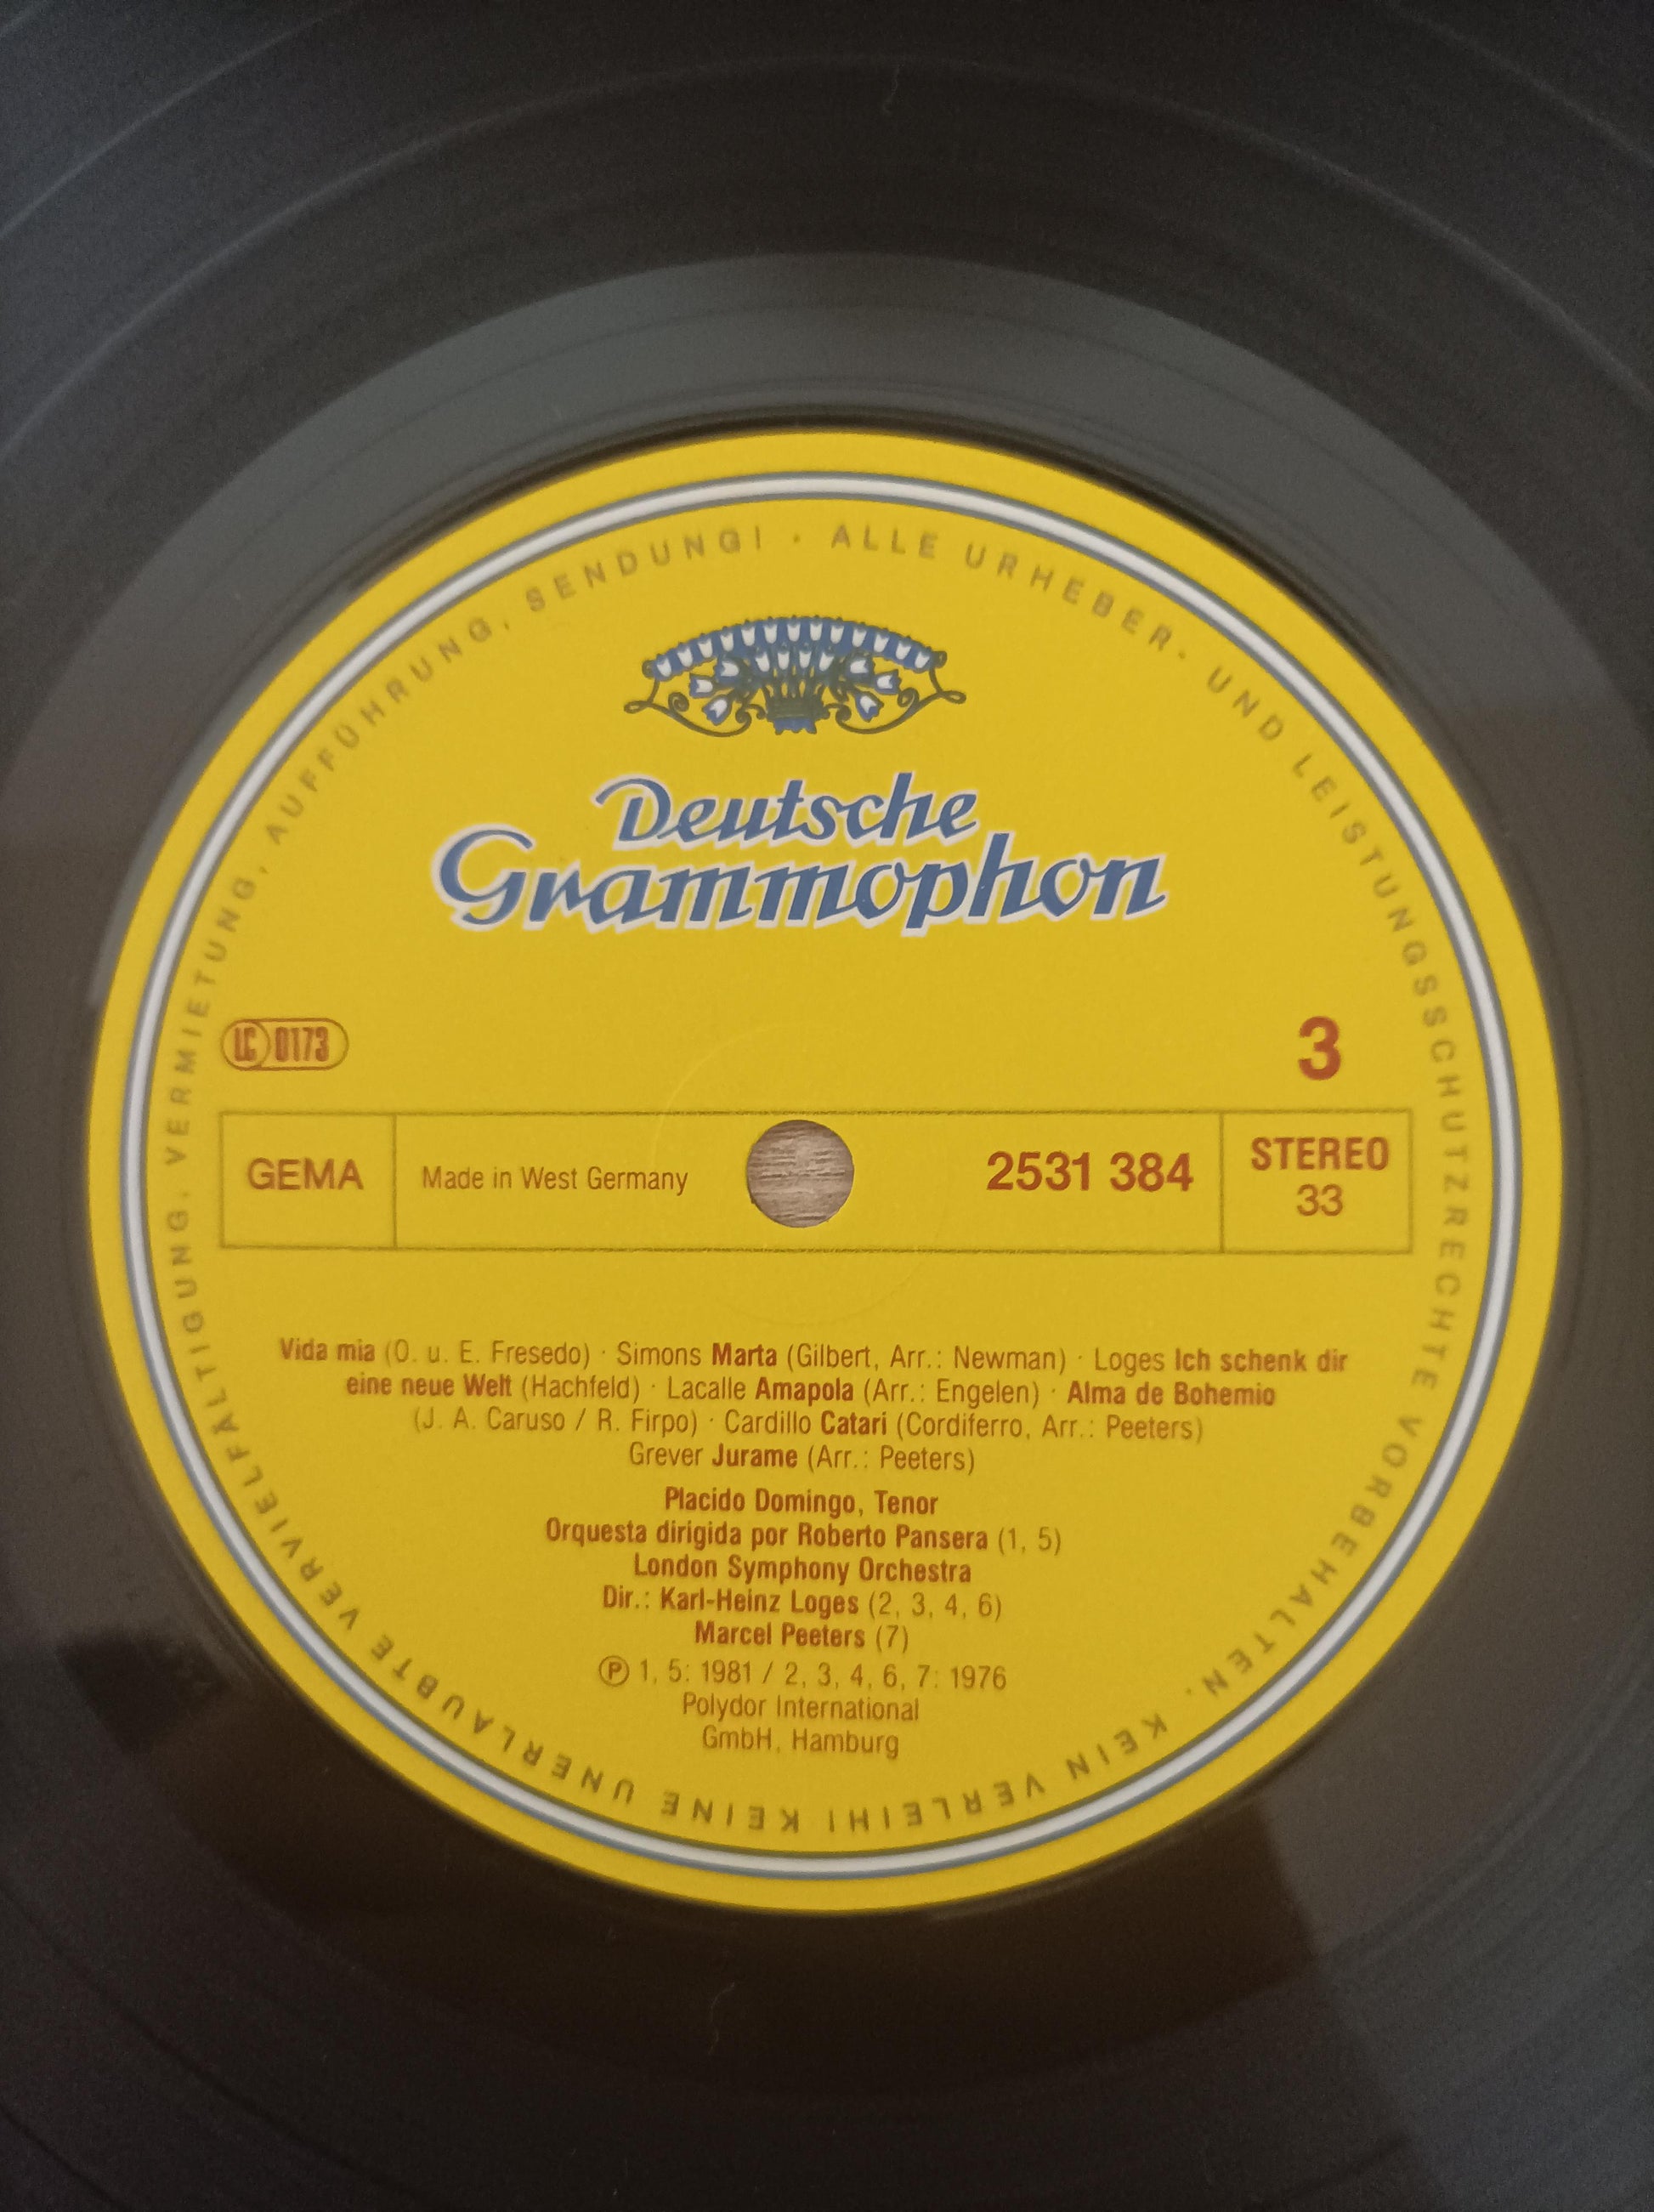 ALLE URHEBER- UND LEISTUNGSSCHUTZRECHTE VORBEHALTEN. KEIN VERLEIH! KEINE UNERLAUBTE VERVIELFÄLTIGUNG. VERMIETUNG, AUFFÜHRUNG, SENDUNG! ·
Deutsche
Grammophon
LC 0173
3
GEMA
Made in West Germany
2531 384
STEREO
33
Vida mia (O. u. E. Fresedo) · Simons Marta (Gilbert, Arr.: Newman) · Loges Ich schenk dir
eine neue Welt (Hachfeld) · Lacalle Amapola (Arr.: Engelen) · Alma de Bohemio
(J. A. Caruso / R. Firpo) · Cardillo Catari (Cordiferro, Arr.: Peeters)
Grever Jurame (Arr.: Peeters)
Placido Domingo, Tenor
Orquesta dirigida por Roberto Pansera (1, 5)
London Symphony Orchestra
Dir.: Karl-Heinz Loges (2, 3, 4, 6)
Marcel Peeters (7)
℗ 1, 5: 1981 / 2, 3, 4, 6, 7: 1976
Polydor International
GmbH, Hamburg